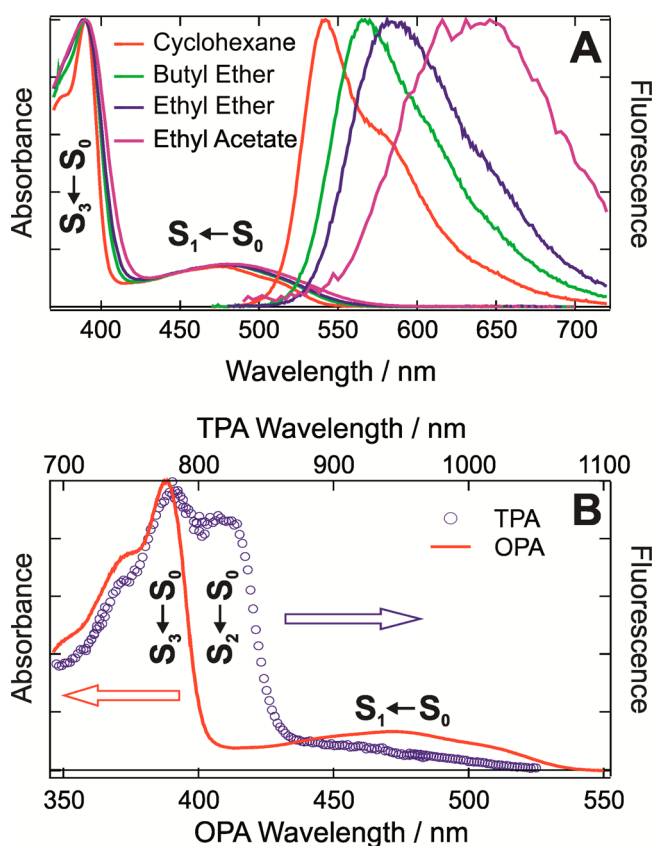 A
Cyclohexane
Butyl Ether
Ethyl Ether
Ethyl Acetate
Absorbance
Fluorescence
S3←S0
S1←S0
400 450 500 550 600 650 700
Wavelength / nm
TPA Wavelength / nm
700 800 900 1000 1100
B
TPA
OPA
Absorbance
Fluorescence
S3←S0
S2←S0
S1←S0
350 400 450 500 550
OPA Wavelength / nm